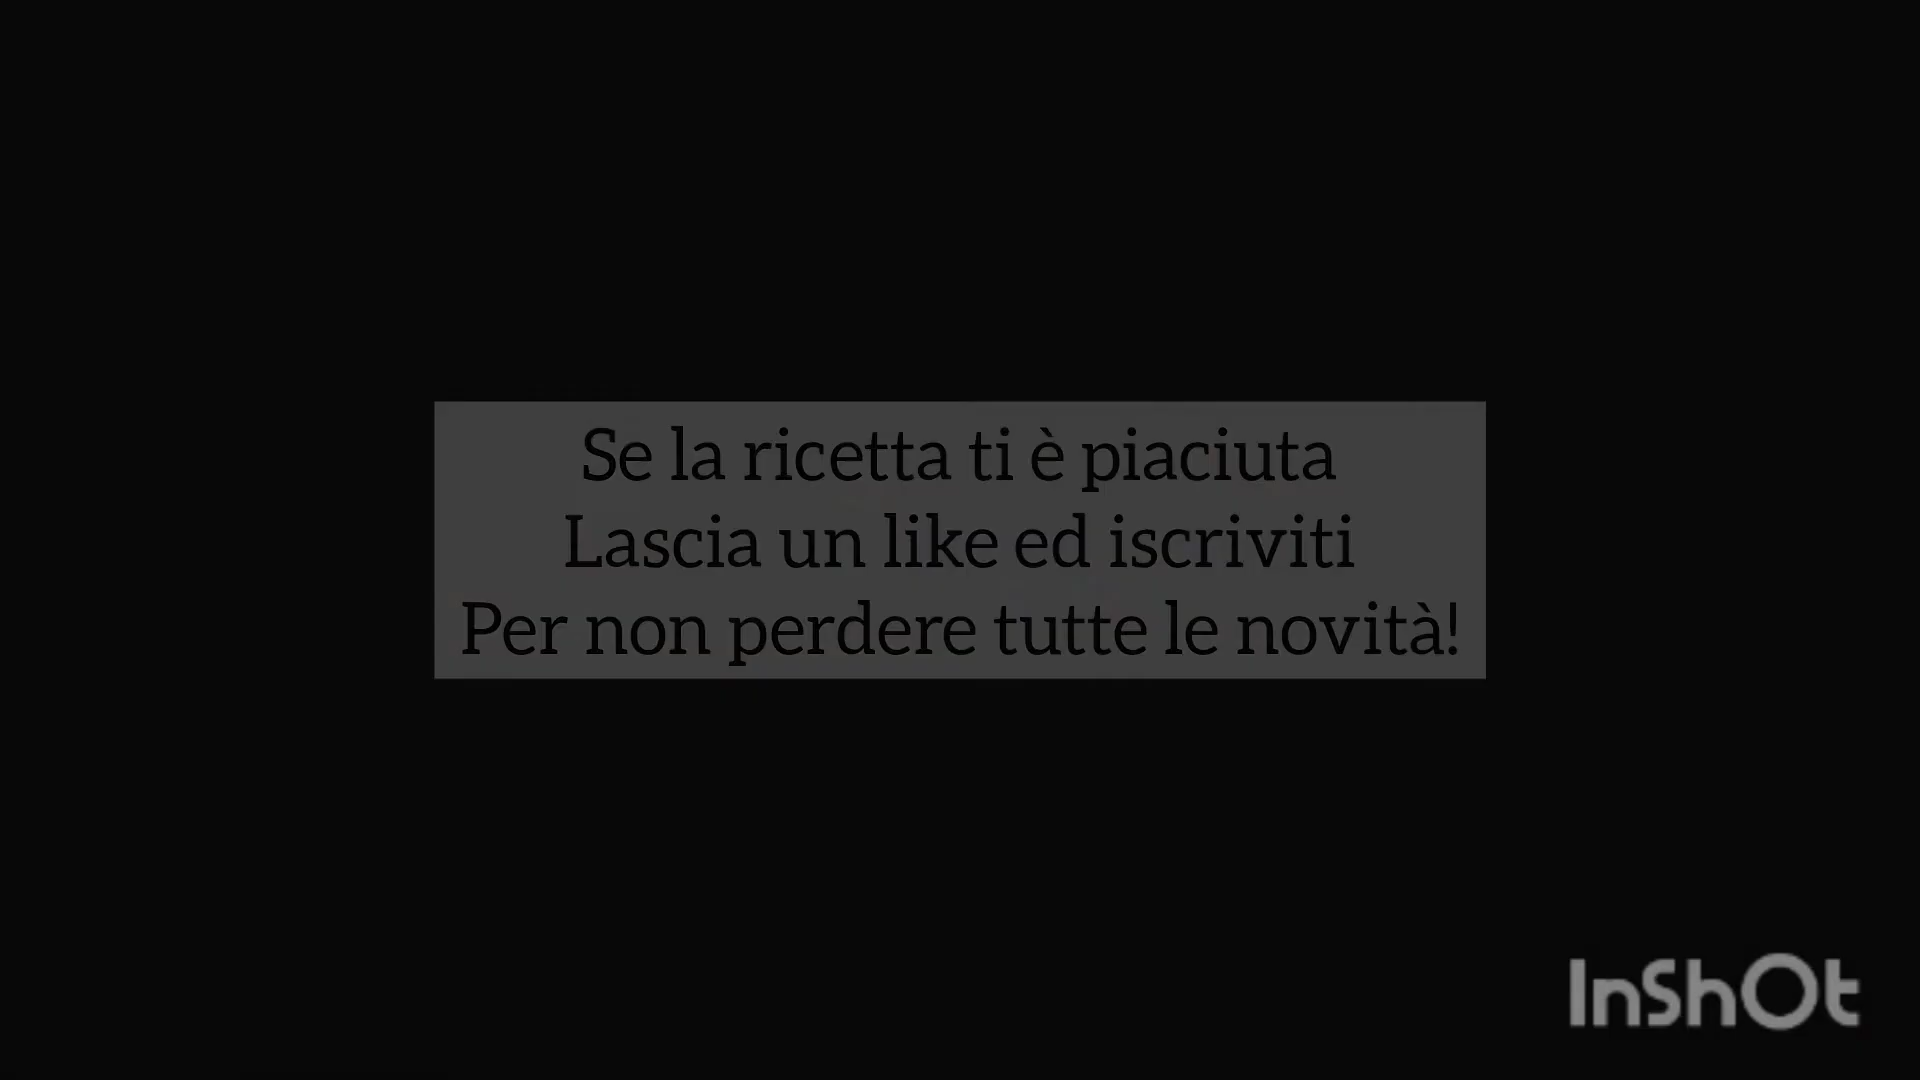 Se la ricetta ti è piaciuta
Lascia un like ed iscriviti
Per non perdere tutte le novità!
InShOt